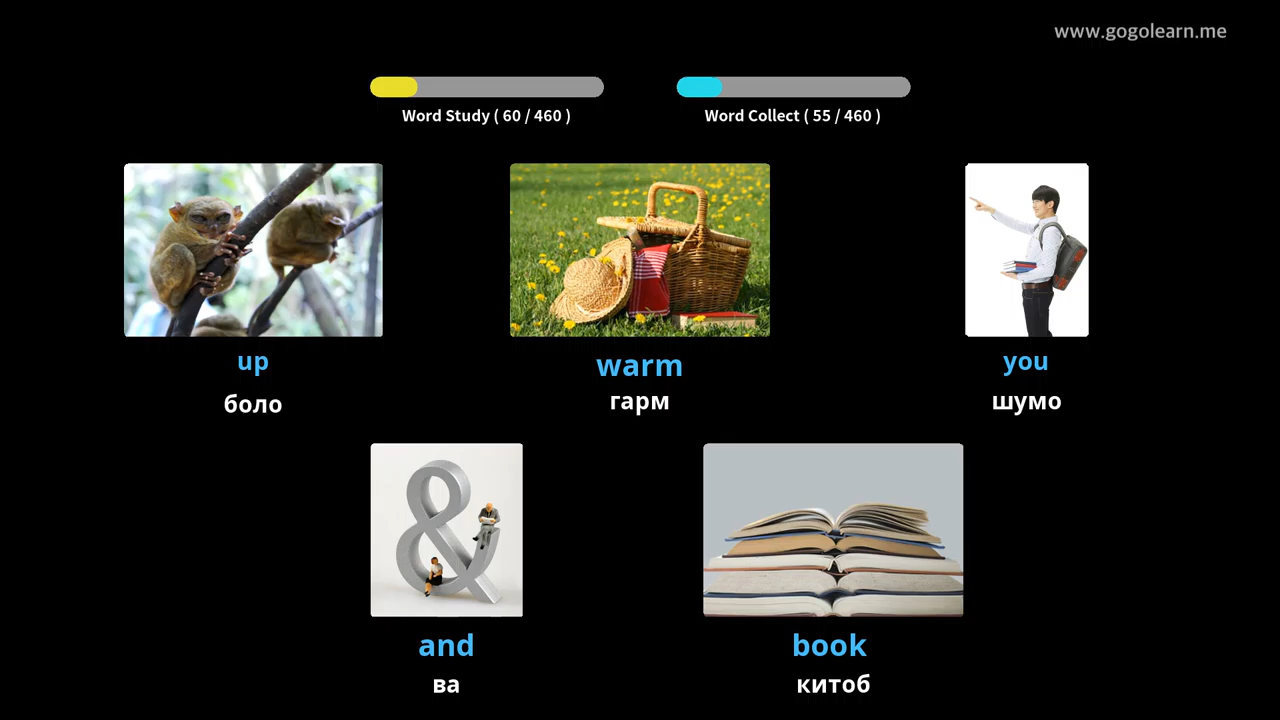 www.gogolearn.me
Word Study ( 60 / 460 )
Word Collect ( 55 / 460 )
up
боло
warm
гарм
you
шумо
and
ва
book
китоб